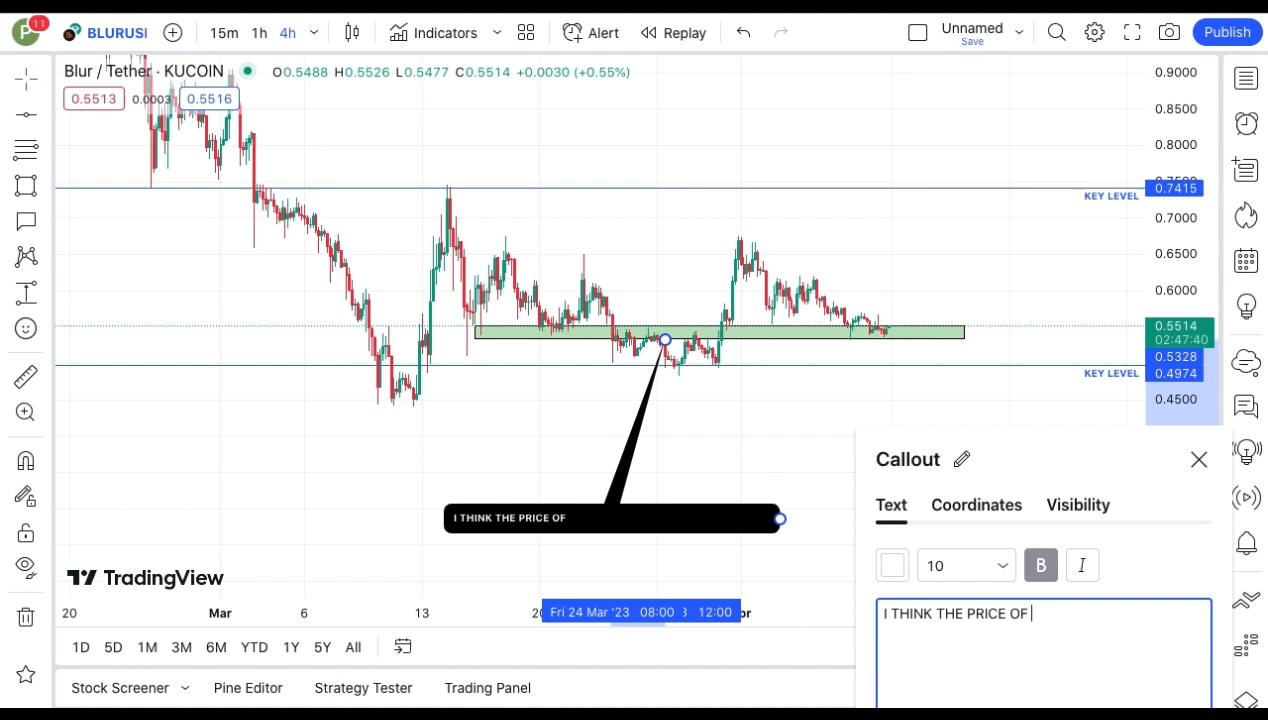 P 11 BLURUSI 15m 1h 4h Indicators Alert Replay Unnamed Save Publish
Blur / Tether · KUCOIN O0.5488 H0.5526 L0.5477 C0.5514 +0.0030 (+0.55%)
0.5513 0.0003 0.5516
0.9000
0.8500
0.8000
0.7415
KEY LEVEL
0.7000
0.6500
0.6000
0.5514
02:47:40
0.5328
0.4974
KEY LEVEL
0.4500
I THINK THE PRICE OF
TradingView
20 Mar 6 13 Fri 24 Mar '23 08:00 12:00
1D 5D 1M 3M 6M YTD 1Y 5Y All
Stock Screener Pine Editor Strategy Tester Trading Panel
Callout
Text Coordinates Visibility
10 B I
I THINK THE PRICE OF